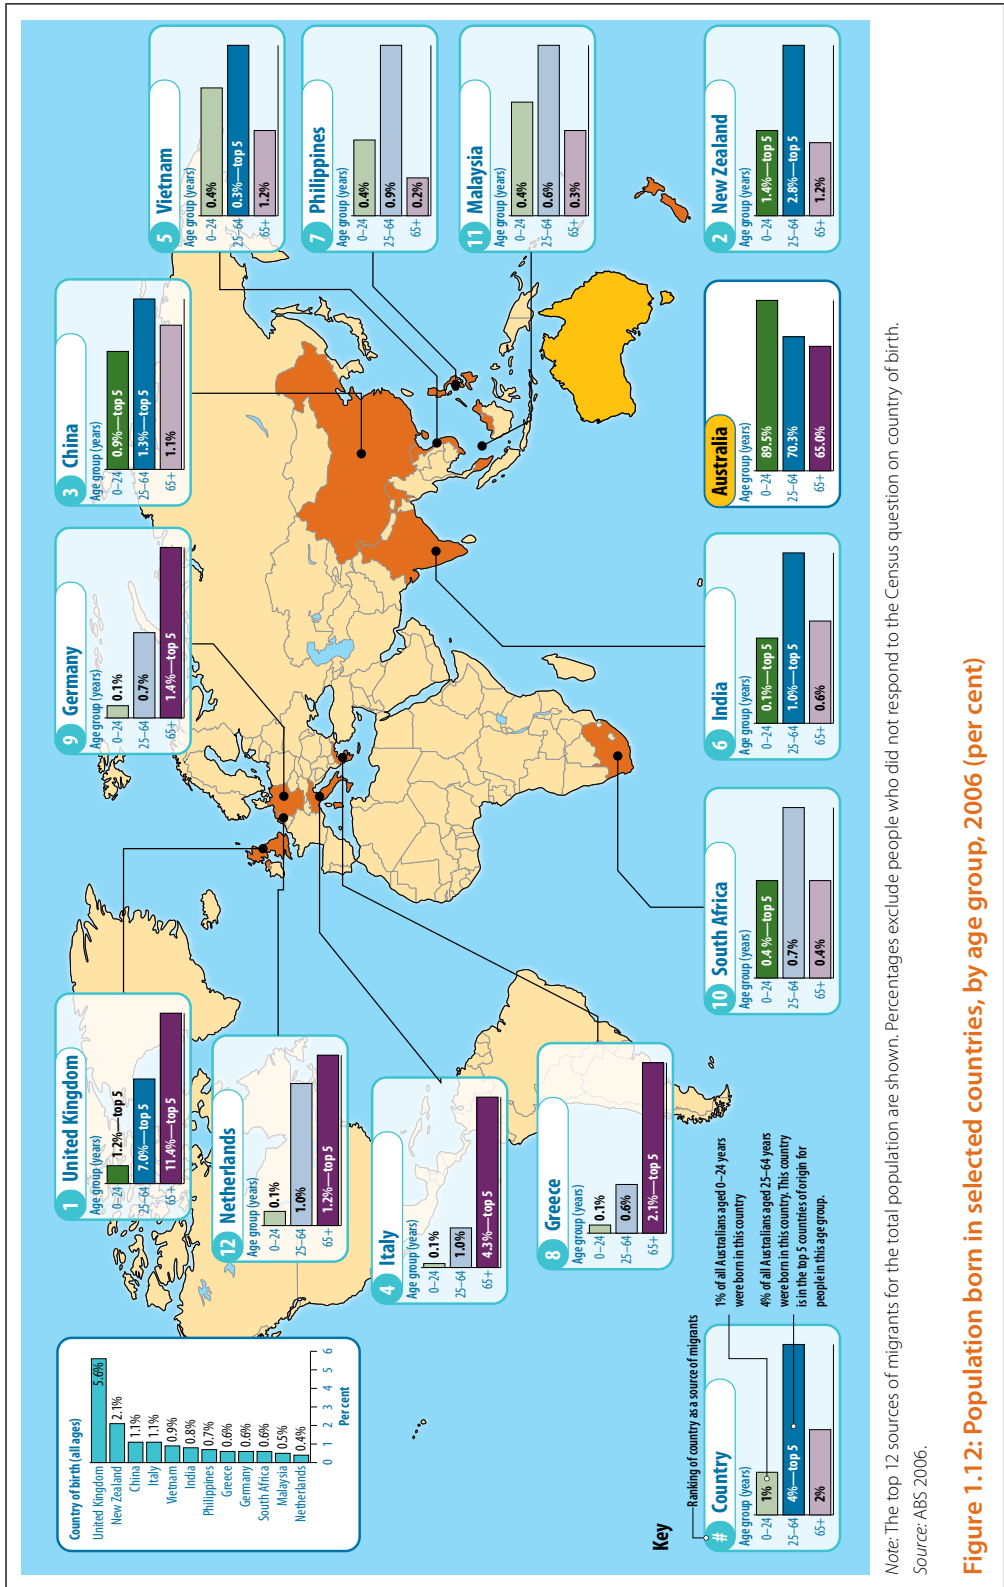 Country of birth (all ages)
United Kingdom 5.6%
New Zealand 2.1%
China 1.1%
Italy 1.1%
Vietnam 0.9%
India 0.8%
Philippines 0.7%
Greece 0.6%
Germany 0.6%
South Africa 0.6%
Malaysia 0.5%
Netherlands 0.4%
0 1 2 3 4 5 6
Per cent
1 United Kingdom
Age group (years)
0–24 1.2%—top 5
25–64 7.0%—top 5
65+ 11.4%—top 5
9 Germany
Age group (years)
0–24 0.1%
25–64 0.7%
65+ 1.4%—top 5
3 China
Age group (years)
0–24 0.9%—top 5
25–64 1.3%—top 5
65+ 1.1%
5 Vietnam
Age group (years)
0–24 0.4%
25–64 0.3%—top 5
65+ 1.2%
12 Netherlands
Age group (years)
0–24 0.1%
25–64 1.0%
65+ 1.2%—top 5
7 Philippines
Age group (years)
0–24 0.4%
25–64 0.9%
65+ 0.2%
4 Italy
Age group (years)
0–24 0.1%
25–64 1.0%
65+ 4.3%—top 5
11 Malaysia
Age group (years)
0–24 0.4%
25–64 0.6%
65+ 0.3%
8 Greece
Age group (years)
0–24 0.1%
25–64 0.6%
65+ 2.1%—top 5
Key
Ranking of country as a source of migrants
# Country
Age group (years)
0–24 1%
25–64 4%—top 5
65+ 2%
1% of all Australians aged 0–24 years
were born in this country
4% of all Australians aged 25–64 years
were born in this country. This country
is in the top 5 countries of origin for
people in this age group.
10 South Africa
Age group (years)
0–24 0.4%—top 5
25–64 0.7%
65+ 0.4%
6 India
Age group (years)
0–24 0.1%—top 5
25–64 1.0%—top 5
65+ 0.6%
Australia
Age group (years)
0–24 89.5%
25–64 70.3%
65+ 65.0%
2 New Zealand
Age group (years)
0–24 1.4%—top 5
25–64 2.8%—top 5
65+ 1.2%
Note: The top 12 sources of migrants for the total population are shown. Percentages exclude people who did not respond to the Census question on country of birth.
Source: ABS 2006.
Figure 1.12: Population born in selected countries, by age group, 2006 (per cent)